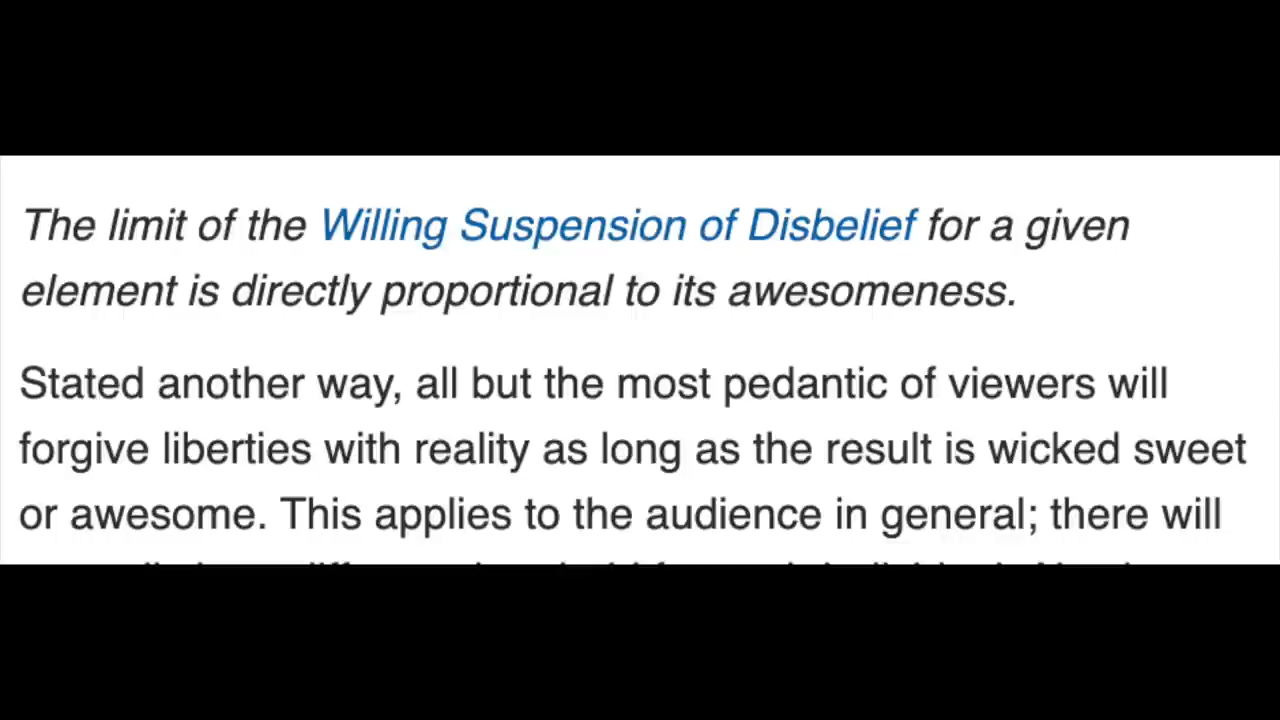 The limit of the Willing Suspension of Disbelief for a given
element is directly proportional to its awesomeness.
Stated another way, all but the most pedantic of viewers will
forgive liberties with reality as long as the result is wicked sweet
or awesome. This applies to the audience in general; there will